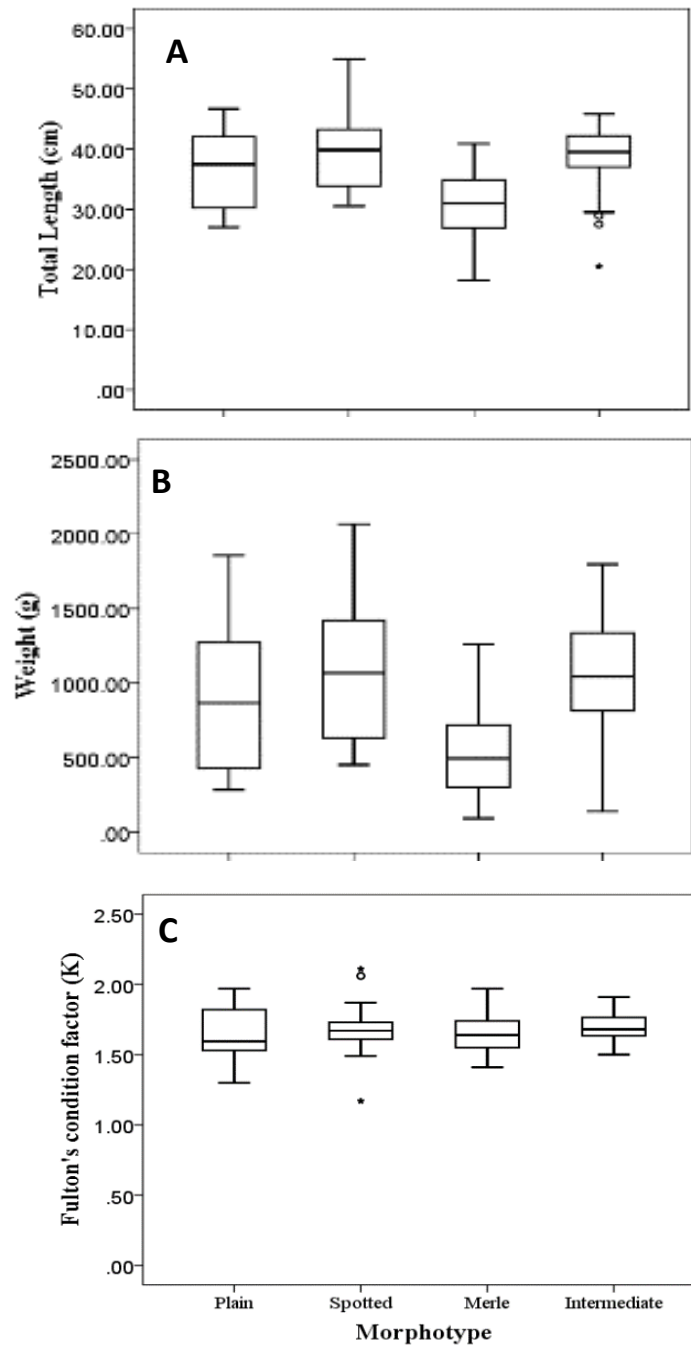 A
Total Length (cm)
60.00
50.00
40.00
30.00
20.00
10.00
.00
B
Weight (g)
2500.00
2000.00
1500.00
1000.00
500.00
.00
C
Fulton's condition factor (K)
2.50
2.00
1.50
1.00
.50
.00
Plain Spotted Merle Intermediate
Morphotype